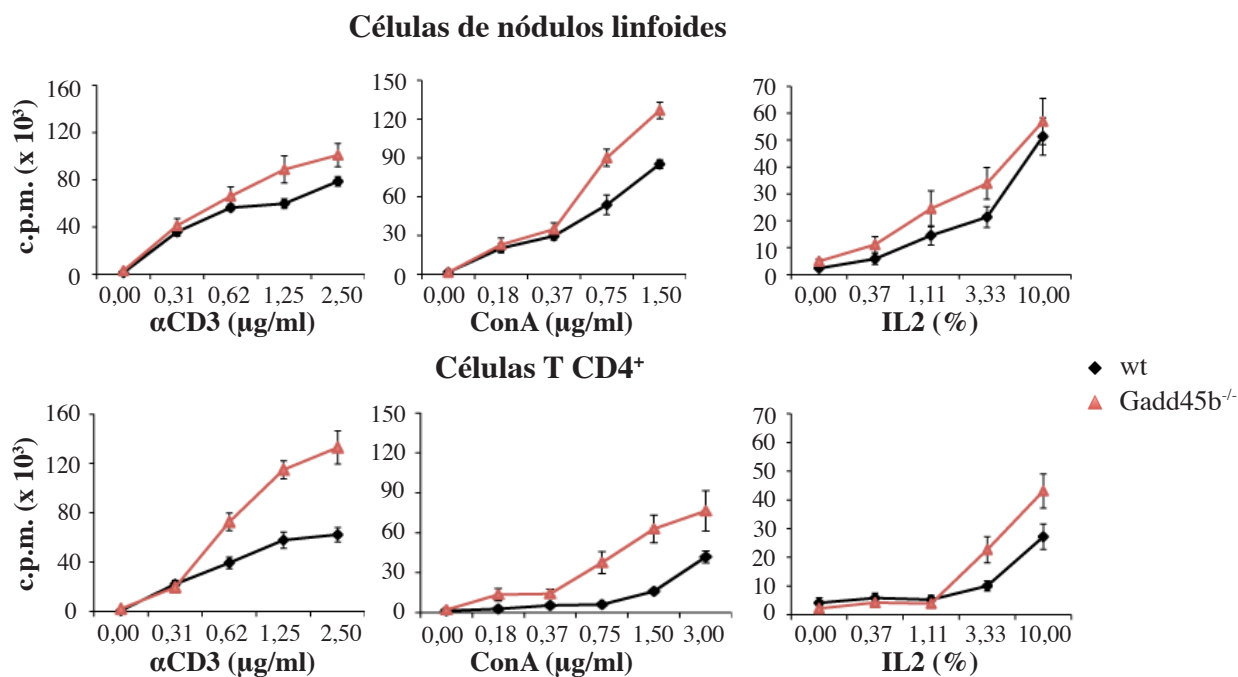 Células de nódulos linfoides
c.p.m. (x 10³)
160
120
80
40
0
0,00 0,31 0,62 1,25 2,50
αCD3 (µg/ml)
150
120
90
60
30
0
0,00 0,18 0,37 0,75 1,50
ConA (µg/ml)
70
60
50
40
30
20
10
0
0,00 0,37 1,11 3,33 10,00
IL2 (%)
Células T CD4⁺
c.p.m. (x 10³)
160
120
80
40
0
0,00 0,31 0,62 1,25 2,50
αCD3 (µg/ml)
150
120
90
60
30
0
0,00 0,18 0,37 0,75 1,50 3,00
ConA (µg/ml)
70
60
50
40
30
20
10
0
0,00 0,37 1,11 3,33 10,00
IL2 (%)
wt
Gadd45b⁻/⁻